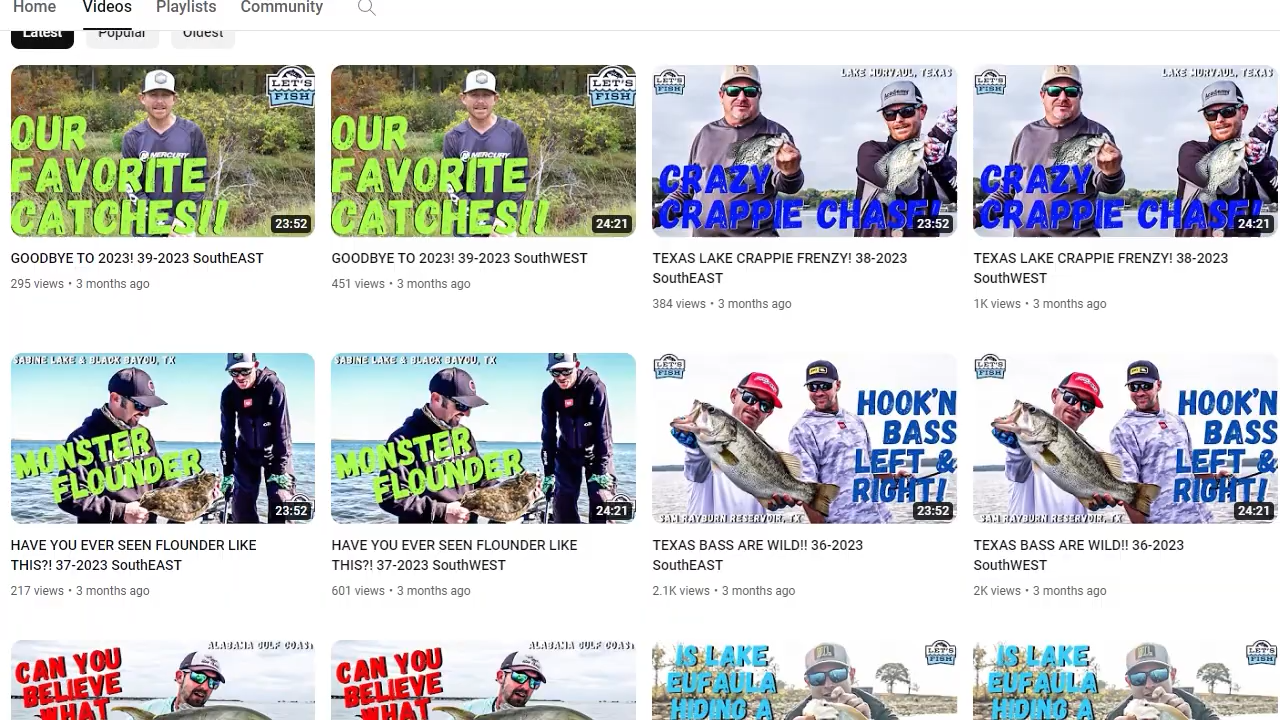 Home Videos Playlists Community
Latest Popular Oldest
LET'S
FISH
OUR
FAVORITE
CATCHES!!
MERCURY
23:52
GOODBYE TO 2023! 39-2023 SouthEAST
295 views • 3 months ago
LET'S
FISH
OUR
FAVORITE
CATCHES!!
MERCURY
24:21
GOODBYE TO 2023! 39-2023 SouthWEST
451 views • 3 months ago
LET'S
FISH
LAKE MURVAUL, TEXAS
CRAZY
CRAPPIE CHASE!
23:52
TEXAS LAKE CRAPPIE FRENZY! 38-2023
SouthEAST
384 views • 3 months ago
LET'S
FISH
LAKE MURVAUL, TEXAS
CRAZY
CRAPPIE CHASE!
24:21
TEXAS LAKE CRAPPIE FRENZY! 38-2023
SouthWEST
1K views • 3 months ago
SABINE LAKE & BLACK BAYOU, TX
MONSTER
FLOUNDER
23:52
HAVE YOU EVER SEEN FLOUNDER LIKE
THIS?! 37-2023 SouthEAST
217 views • 3 months ago
SABINE LAKE & BLACK BAYOU, TX
MONSTER
FLOUNDER
24:21
HAVE YOU EVER SEEN FLOUNDER LIKE
THIS?! 37-2023 SouthWEST
601 views • 3 months ago
LET'S
FISH
HOOK'N
BASS
LEFT &
RIGHT!
SAM RAYBURN RESERVOIR, TX
23:52
TEXAS BASS ARE WILD!! 36-2023
SouthEAST
2.1K views • 3 months ago
LET'S
FISH
HOOK'N
BASS
LEFT &
RIGHT!
SAM RAYBURN RESERVOIR, TX
24:21
TEXAS BASS ARE WILD!! 36-2023
SouthWEST
2K views • 3 months ago
ALABAMA GULF COAST
CAN YOU
BELIEVE
WHAT
ALABAMA GULF COAST
CAN YOU
BELIEVE
WHAT
IS LAKE
EUFAULA
HIDING A
LET'S
FISH
IS LAKE
EUFAULA
HIDING A
LET'S
FISH